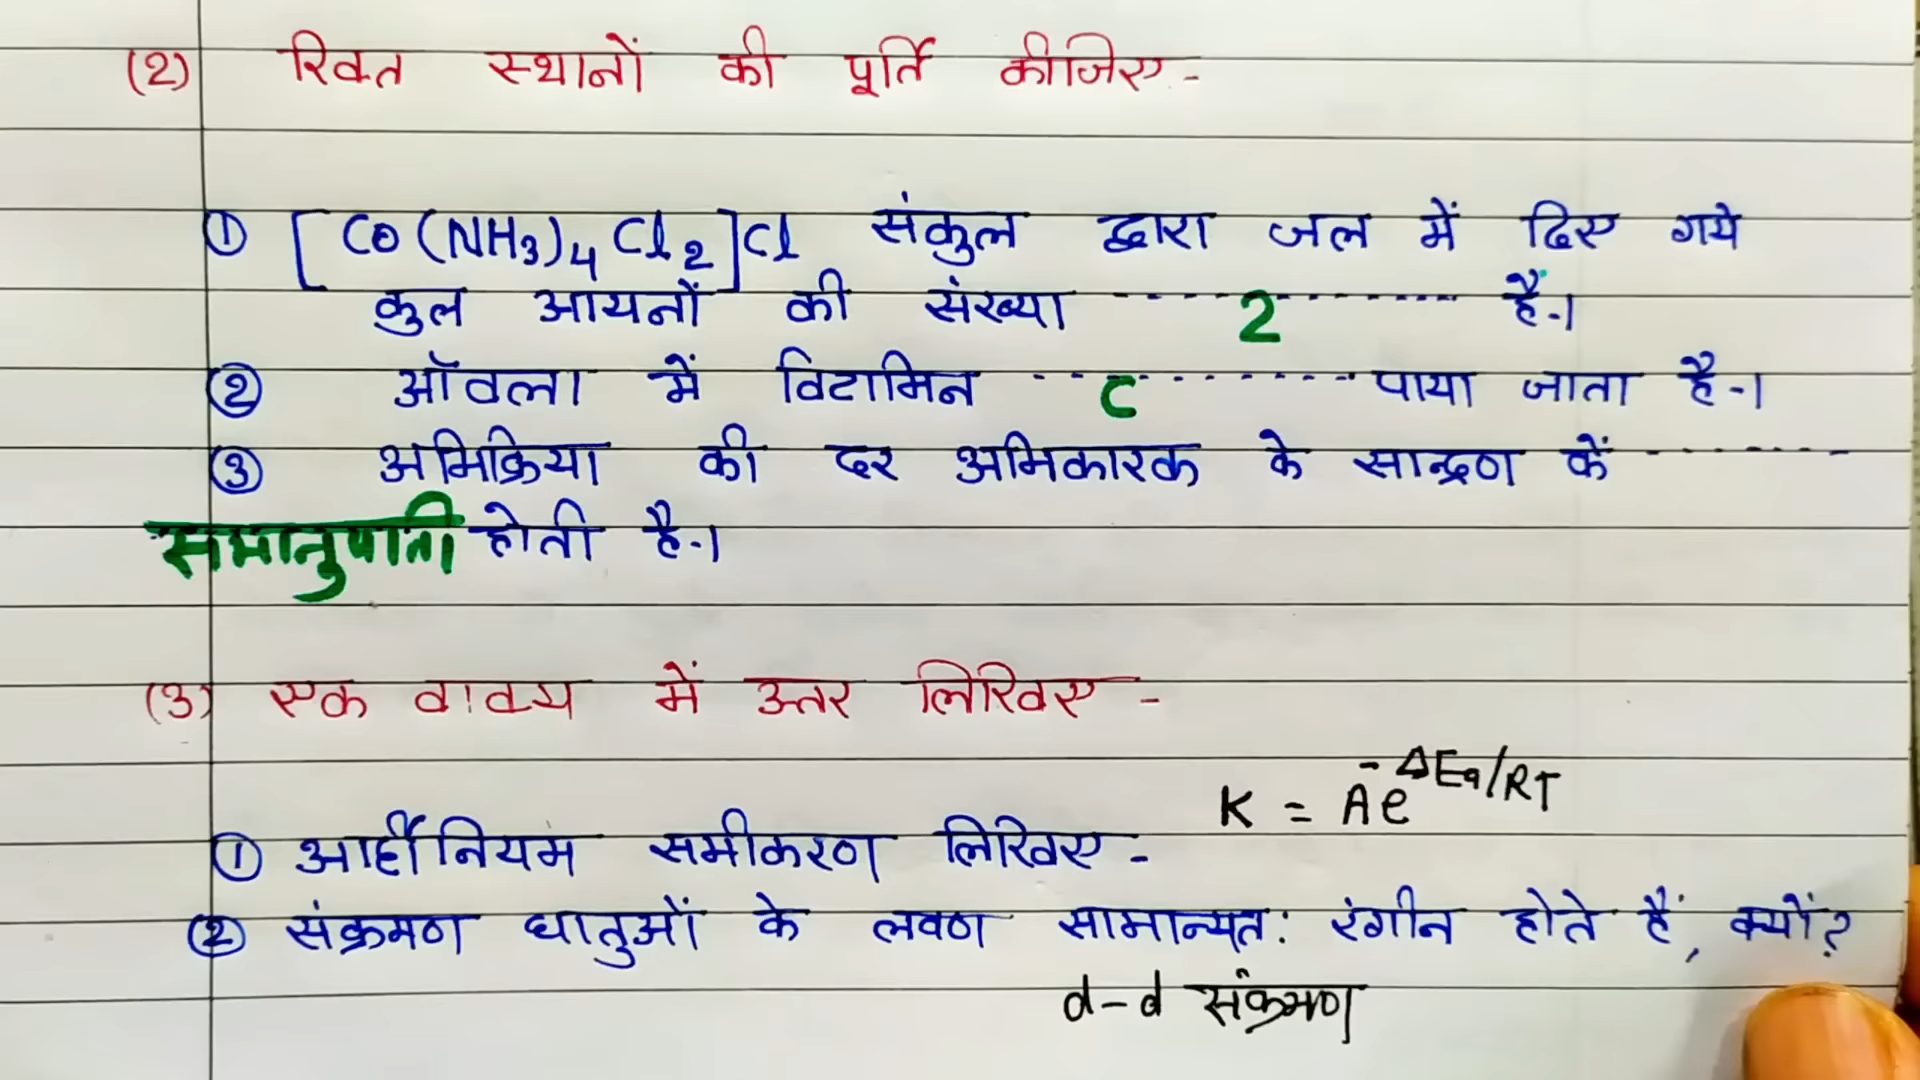 (2) रिक्त स्थानों की पूर्ति कीजिए-
① [Co(NH₃)₄Cl₂]Cl संकुल द्वारा जल में दिए गये
कुल आयनों की संख्या ------ 2 ------ है।
② ऑवला में विटामिन ---- C ------ पाया जाता है।
③ अभिक्रिया की दर अभिकारक के सान्द्रण कें -------
समानुपाती होती है।
(3) एक वाक्य में उत्तर लिखिए -
K = Ae^-ΔEa/RT
① आर्हीनियम समीकरण लिखिए -
② संक्रमण धातुओं के लवण सामान्यत: रंगीन होते हैं, क्यों?
d-d संक्रमण